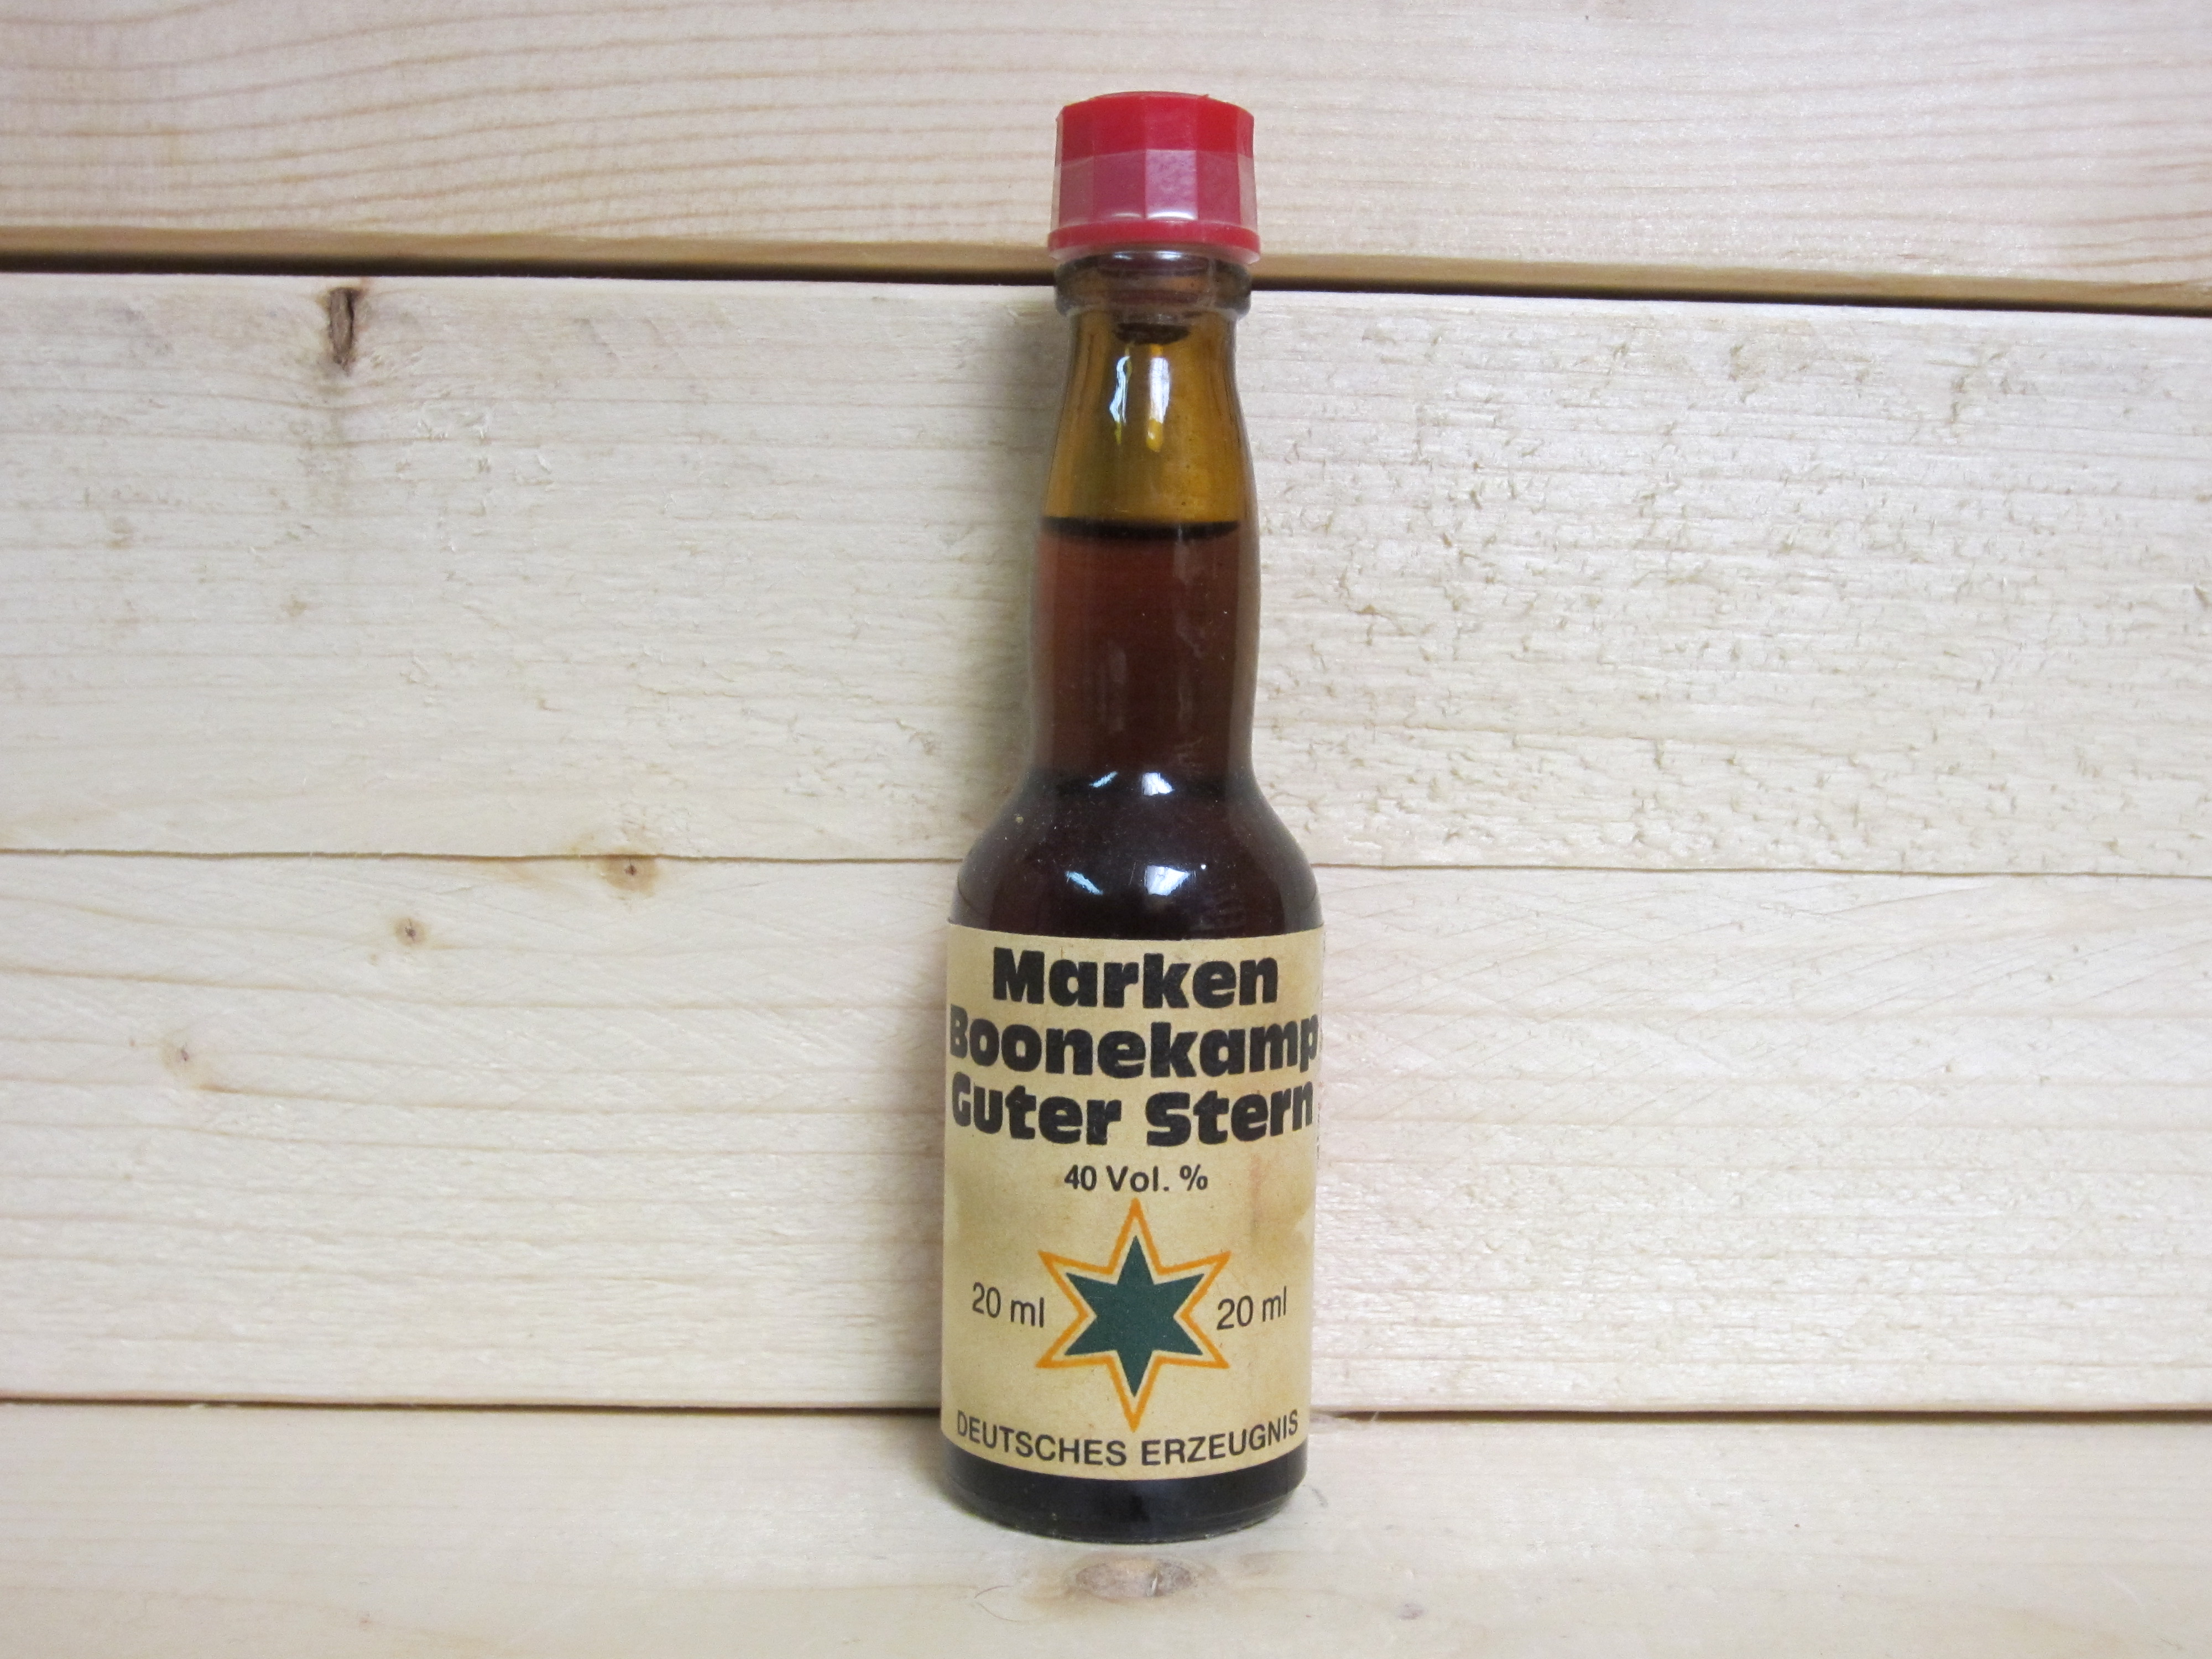 Marken
Boonekamp
Guter Stern
40 Vol. %
20 ml 20 ml
DEUTSCHES ERZEUGNIS